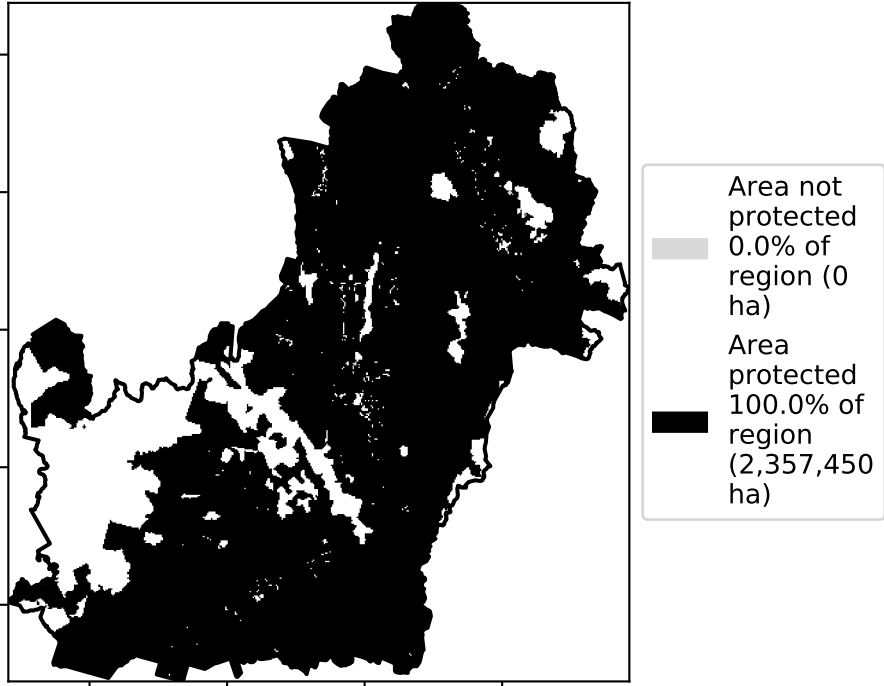 Area not
protected
0.0% of
region (0
ha)
Area
protected
100.0% of
region
(2,357,450
ha)